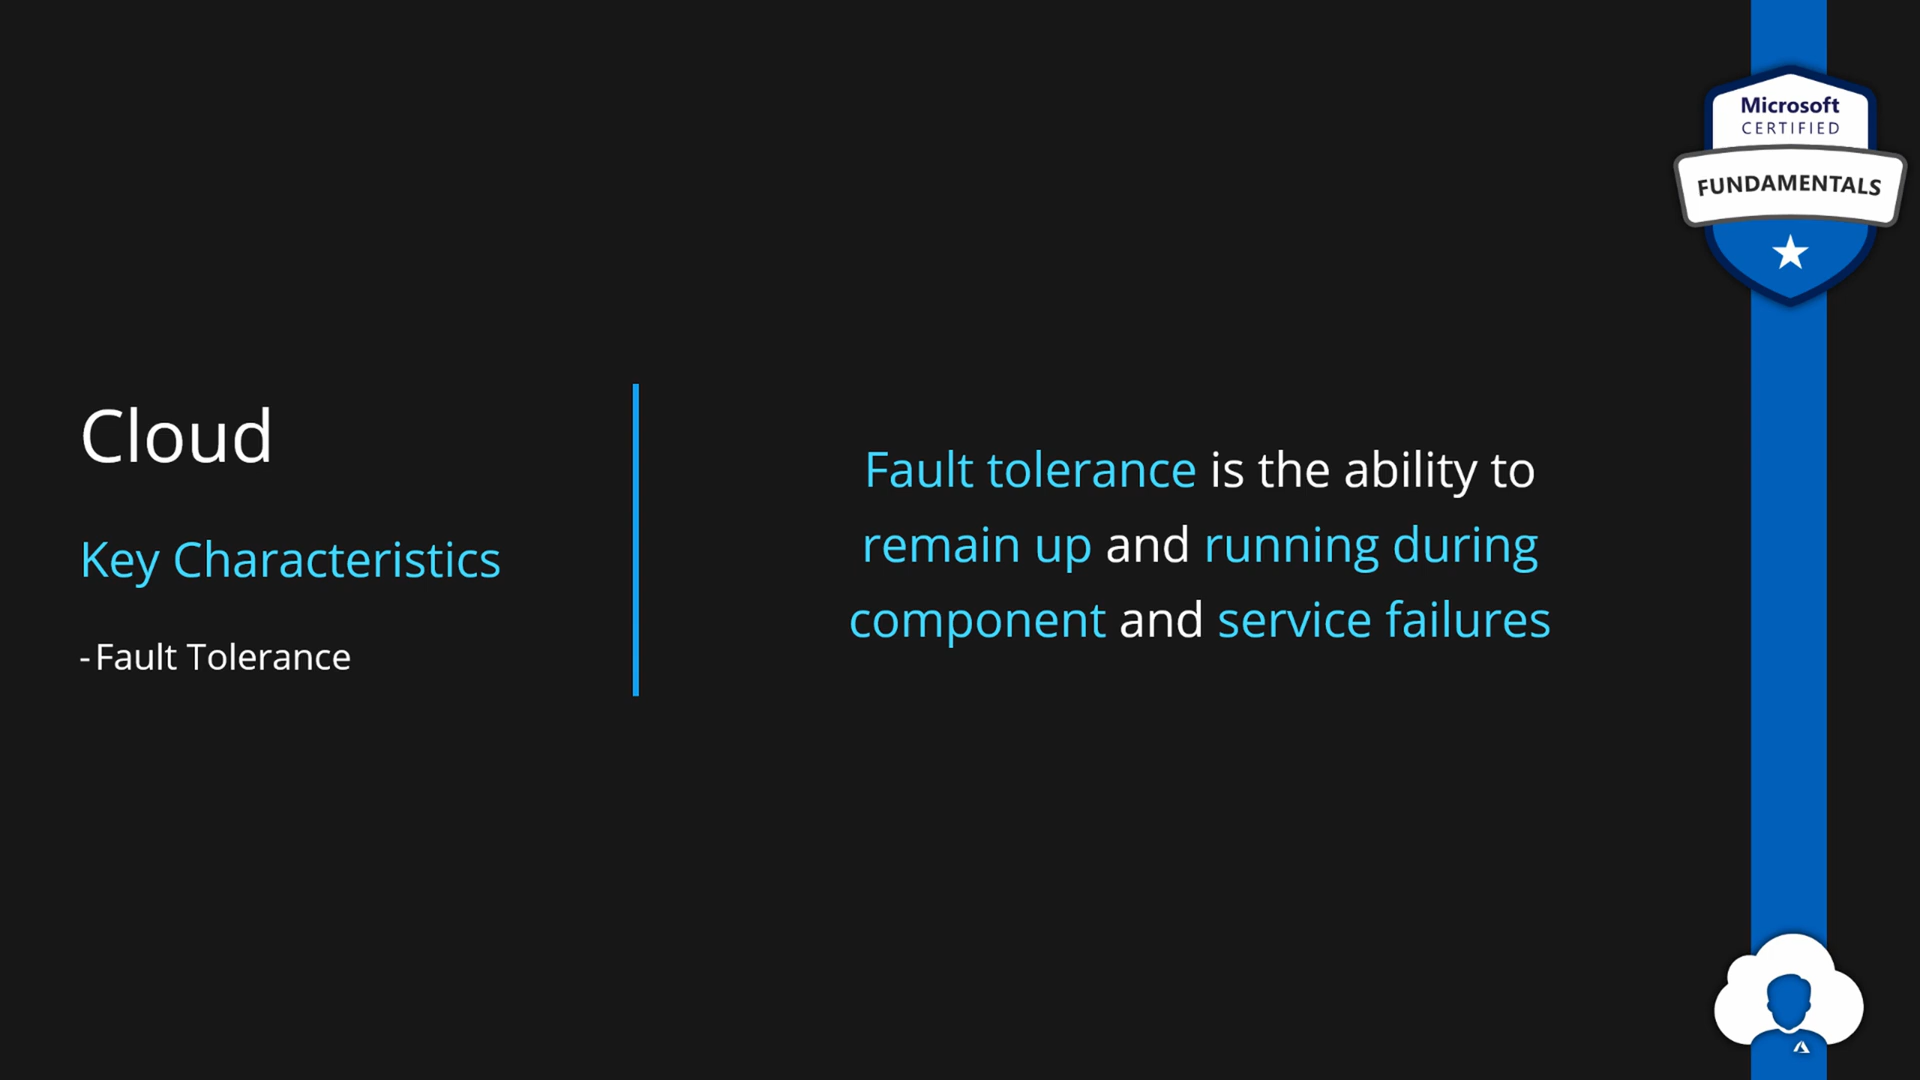 Microsoft
CERTIFIED
FUNDAMENTALS
Cloud
Key Characteristics
- Fault Tolerance
Fault tolerance is the ability to
remain up and running during
component and service failures